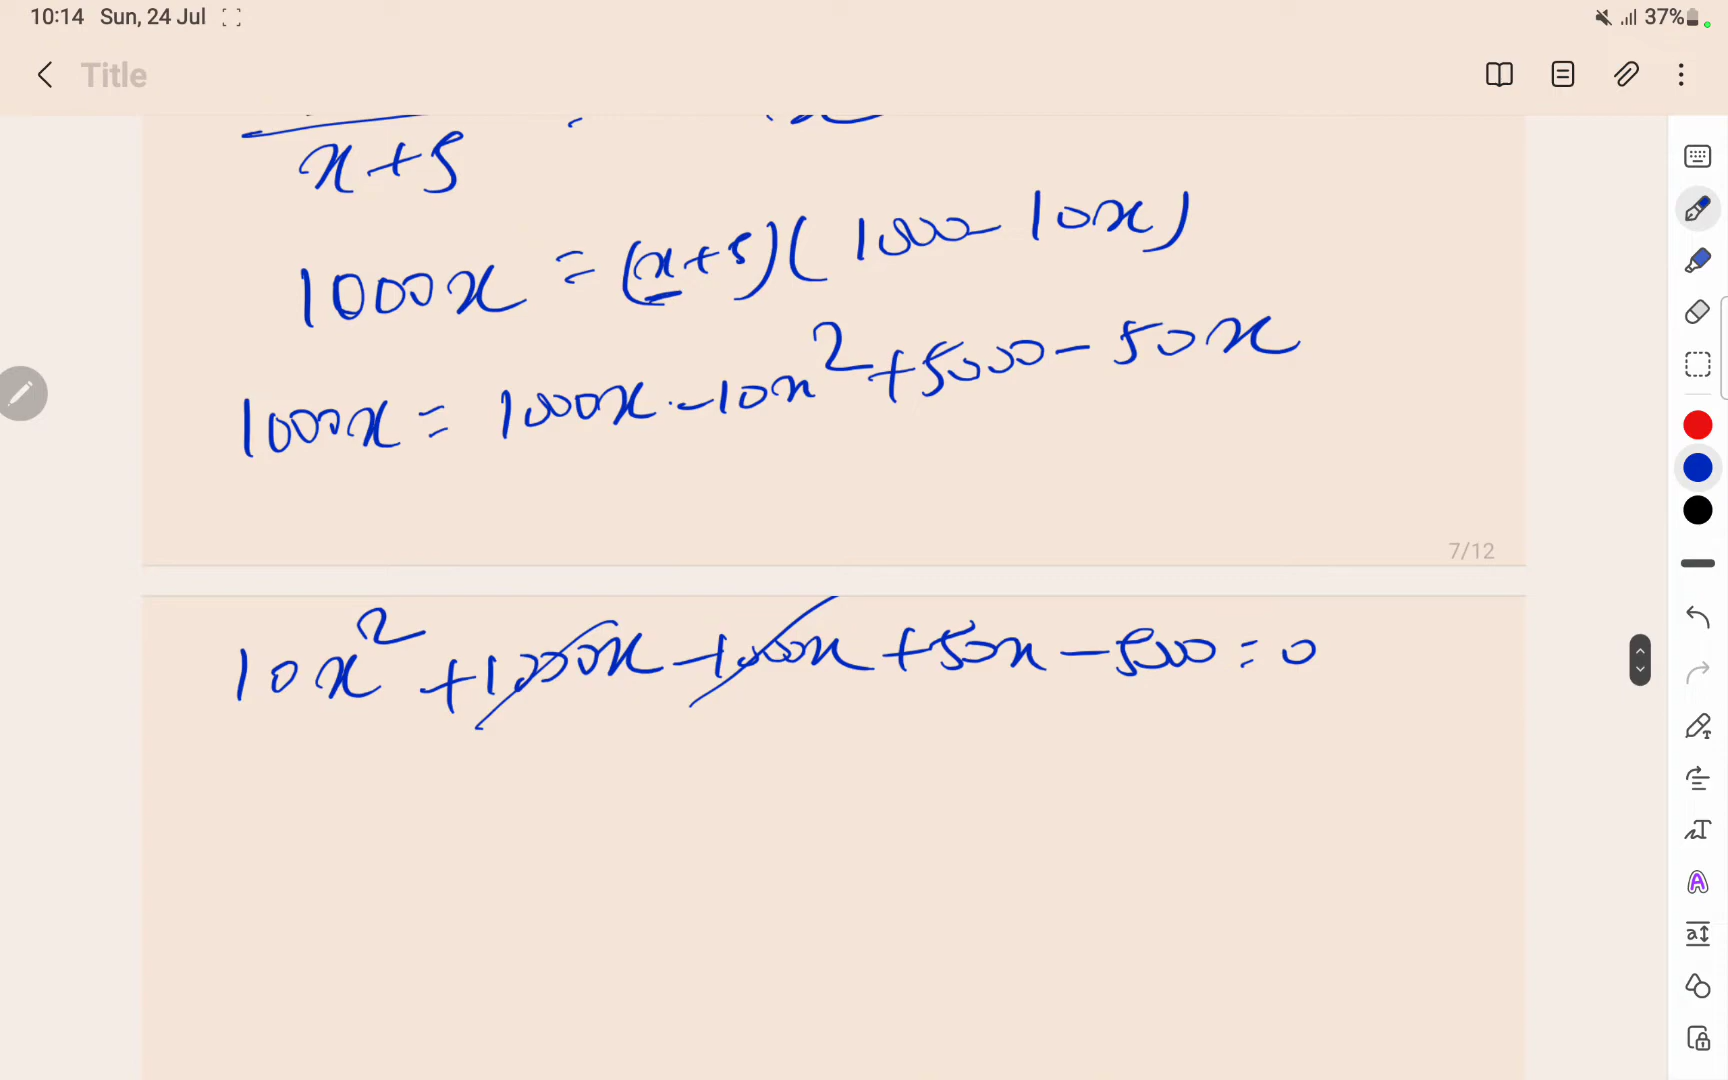 10:14 Sun, 24 Jul
37%
Title
x+5
1000x = (x+5)(1000-10x)
1000x = 1000x -10x²+5000-50x
7/12
10x²+1000x-1000x+50x-5000=0